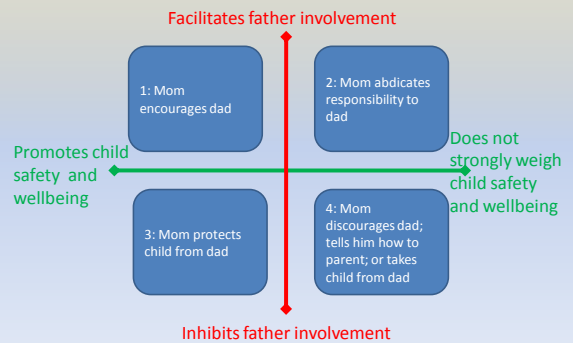 Facilitates father involvement
1: Mom
encourages dad
2: Mom abdicates
responsibility to
dad
Promotes child
safety and
wellbeing
Does not
strongly weigh
child safety
and wellbeing
3: Mom protects
child from dad
4: Mom
discourages dad;
tells him how to
parent; or takes
child from dad
Inhibits father involvement